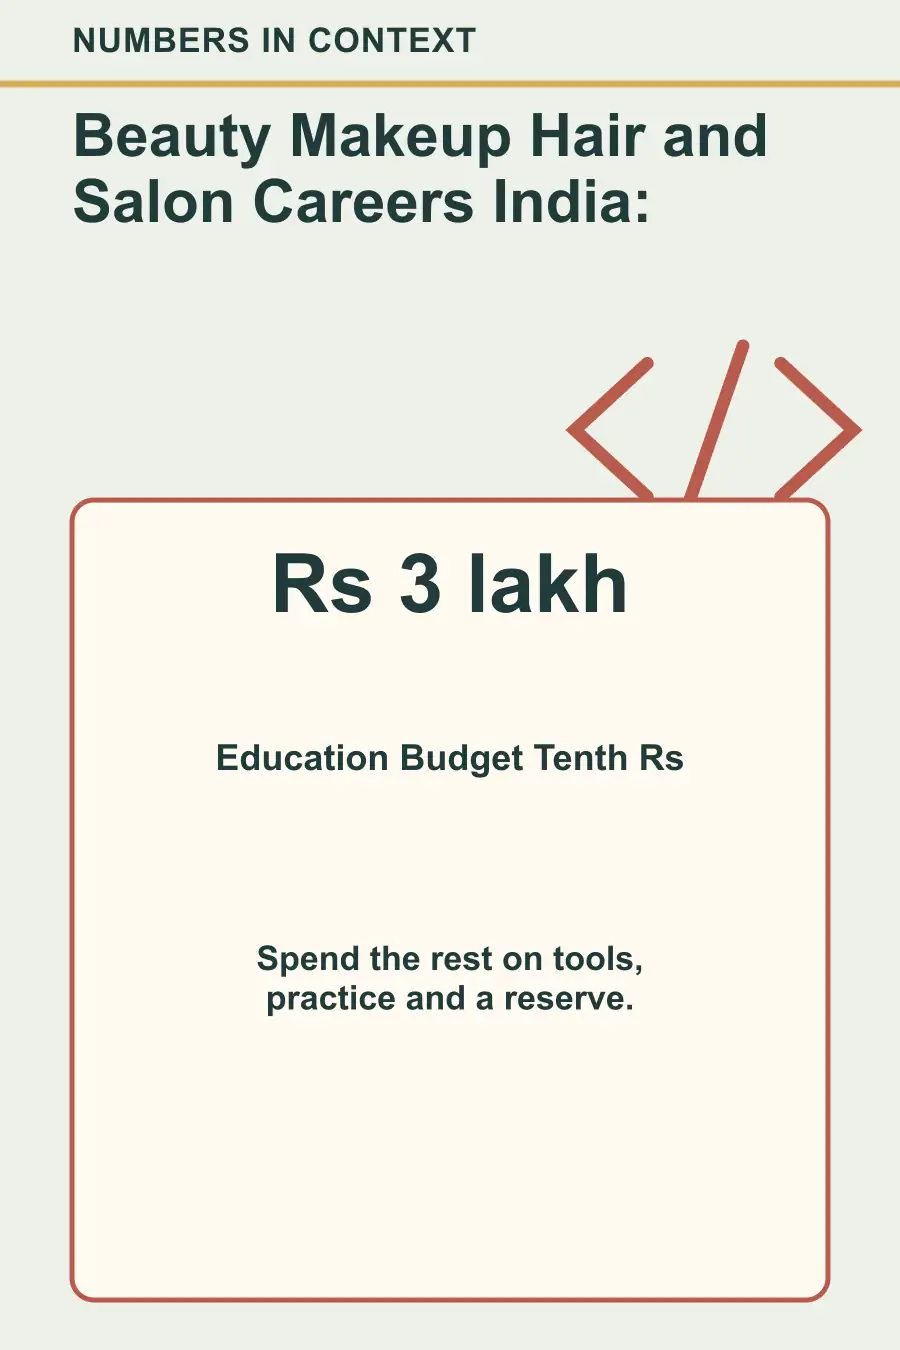 NUMBERS IN CONTEXT
Beauty Makeup Hair and
Salon Careers India:
Rs 3 lakh
Education Budget Tenth Rs
Spend the rest on tools,
practice and a reserve.